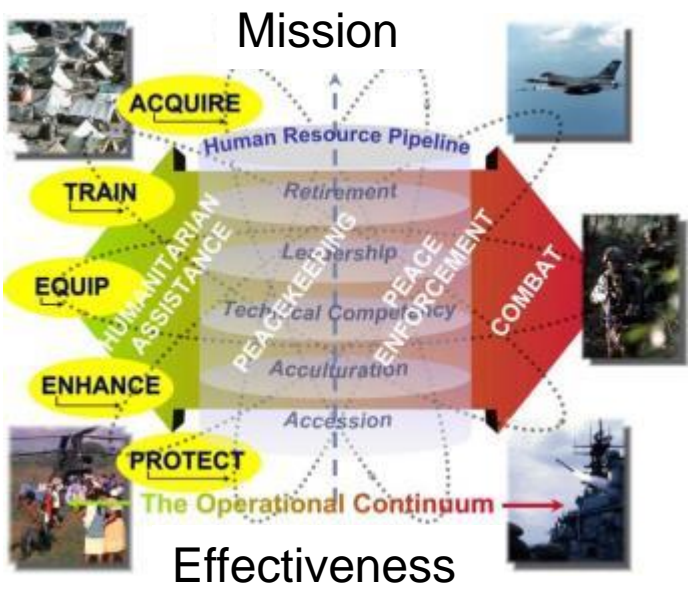 Mission
ACQUIRE
Human Resource Pipeline
TRAIN
Retirement
HUMANITARIAN
ASSISTANCE
PEACEKEEPING
PEACE
ENFORCEMENT
COMBAT
Leadership
EQUIP
Technical Competency
ENHANCE
Acculturation
Accession
PROTECT
The Operational Continuum
Effectiveness